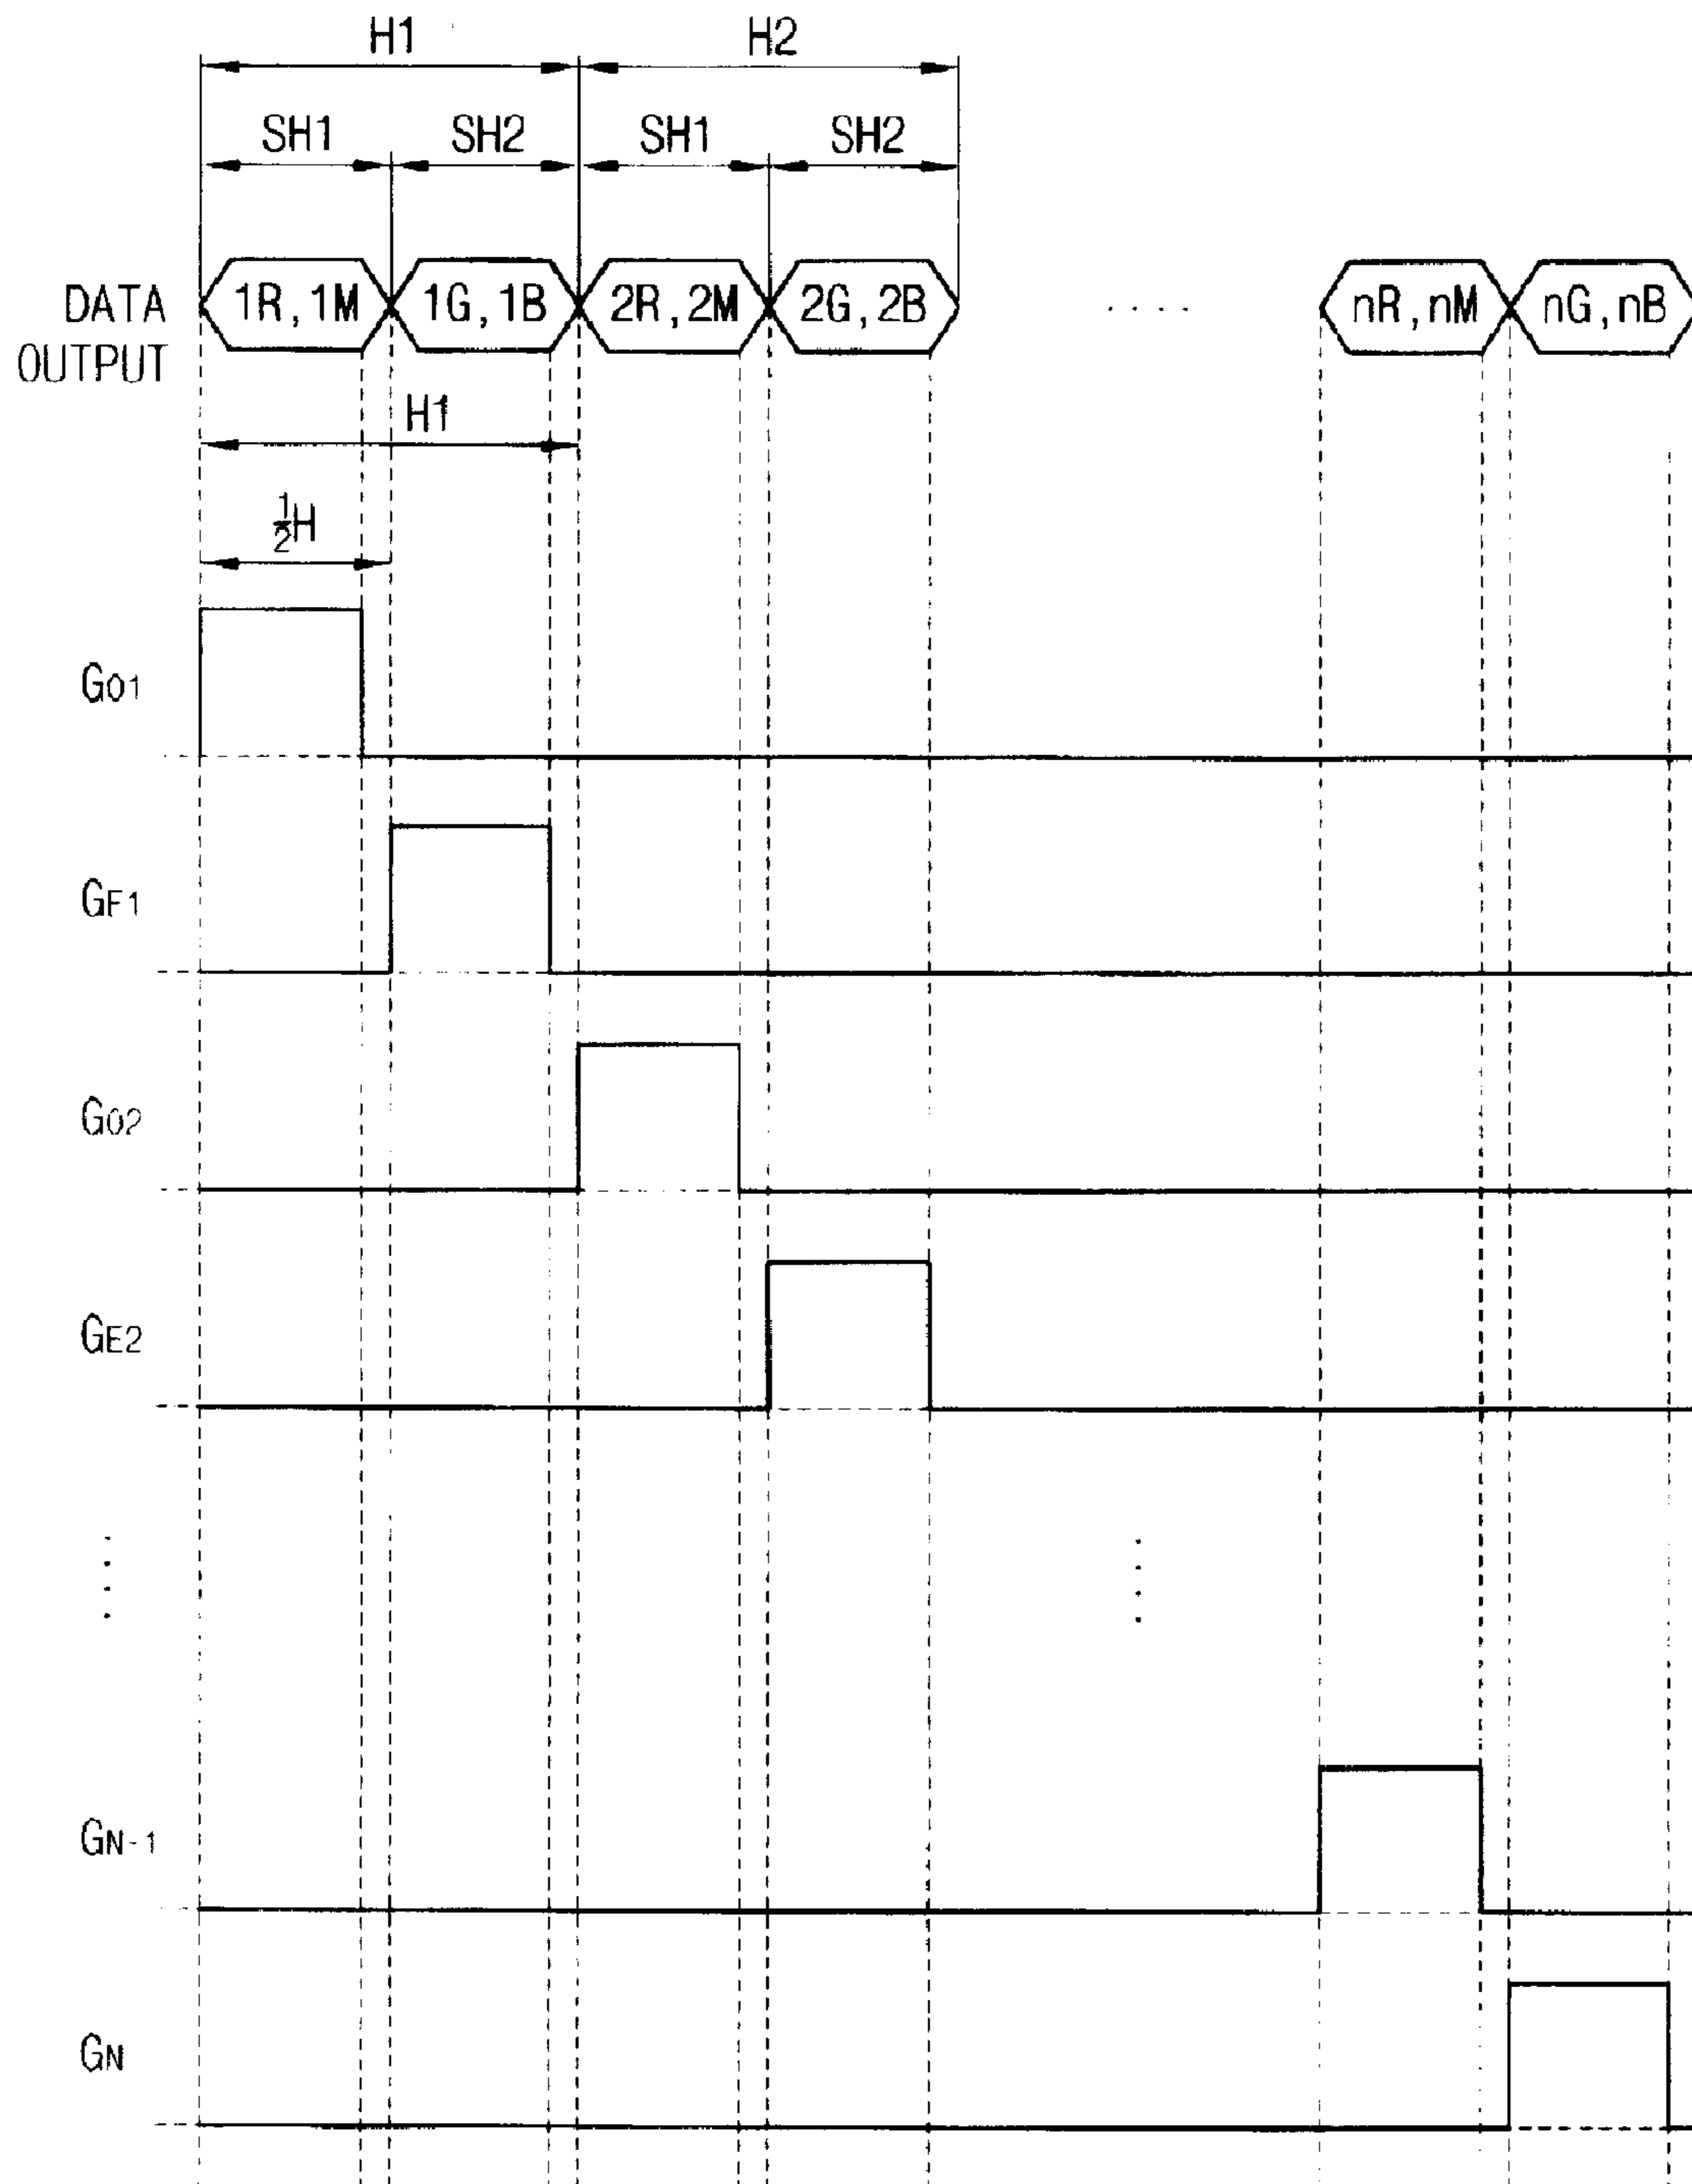 H1 H2
SH1 SH2 SH1 SH2
DATA OUTPUT
1R,1M 1G,1B 2R,2M 2G,2B ..... nR,nM nG,nB
H1
1/2H
GO1
GF1
GO2
GE2
GN-1
GN